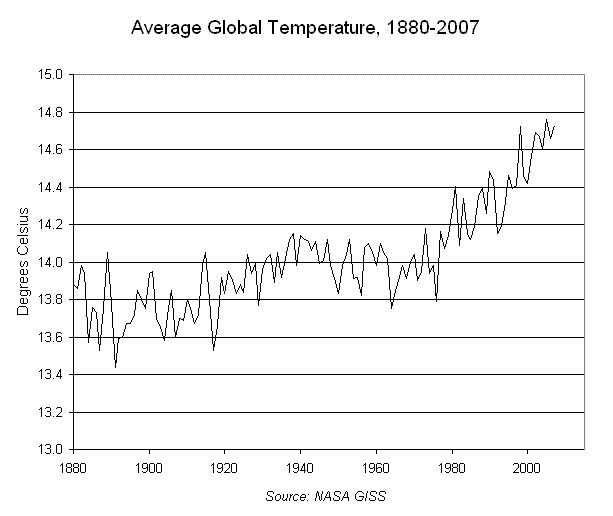 Average Global Temperature, 1880-2007
15.0
14.8
14.6
14.4
14.2
14.0
13.8
13.6
13.4
13.2
13.0
Degrees Celsius
1880 1900 1920 1940 1960 1980 2000
Source: NASA GISS